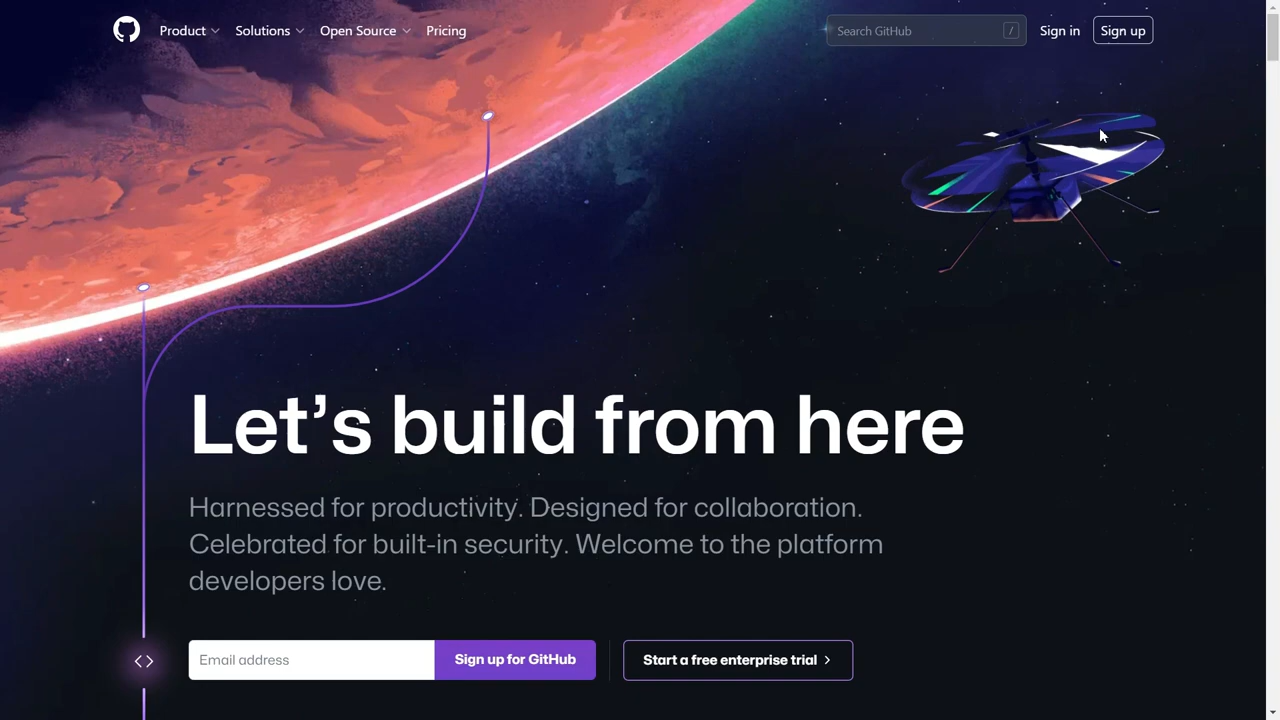 Product Solutions Open Source Pricing Search GitHub / Sign in Sign up
Let’s build from here
Harnessed for productivity. Designed for collaboration.
Celebrated for built-in security. Welcome to the platform
developers love.
Email address Sign up for GitHub Start a free enterprise trial